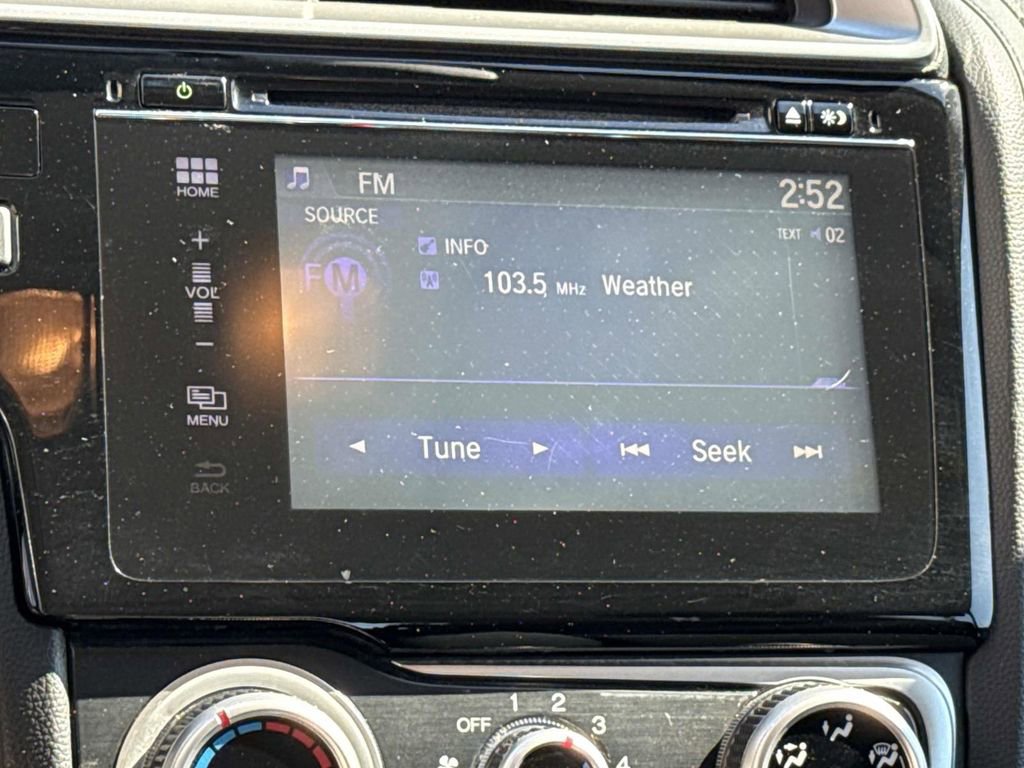 HOME
+
VOL
−
MENU
BACK
FM
2:52
SOURCE
TEXT 02
INFO
FM
103.5 MHz Weather
Tune
Seek
OFF 1 2 3 4